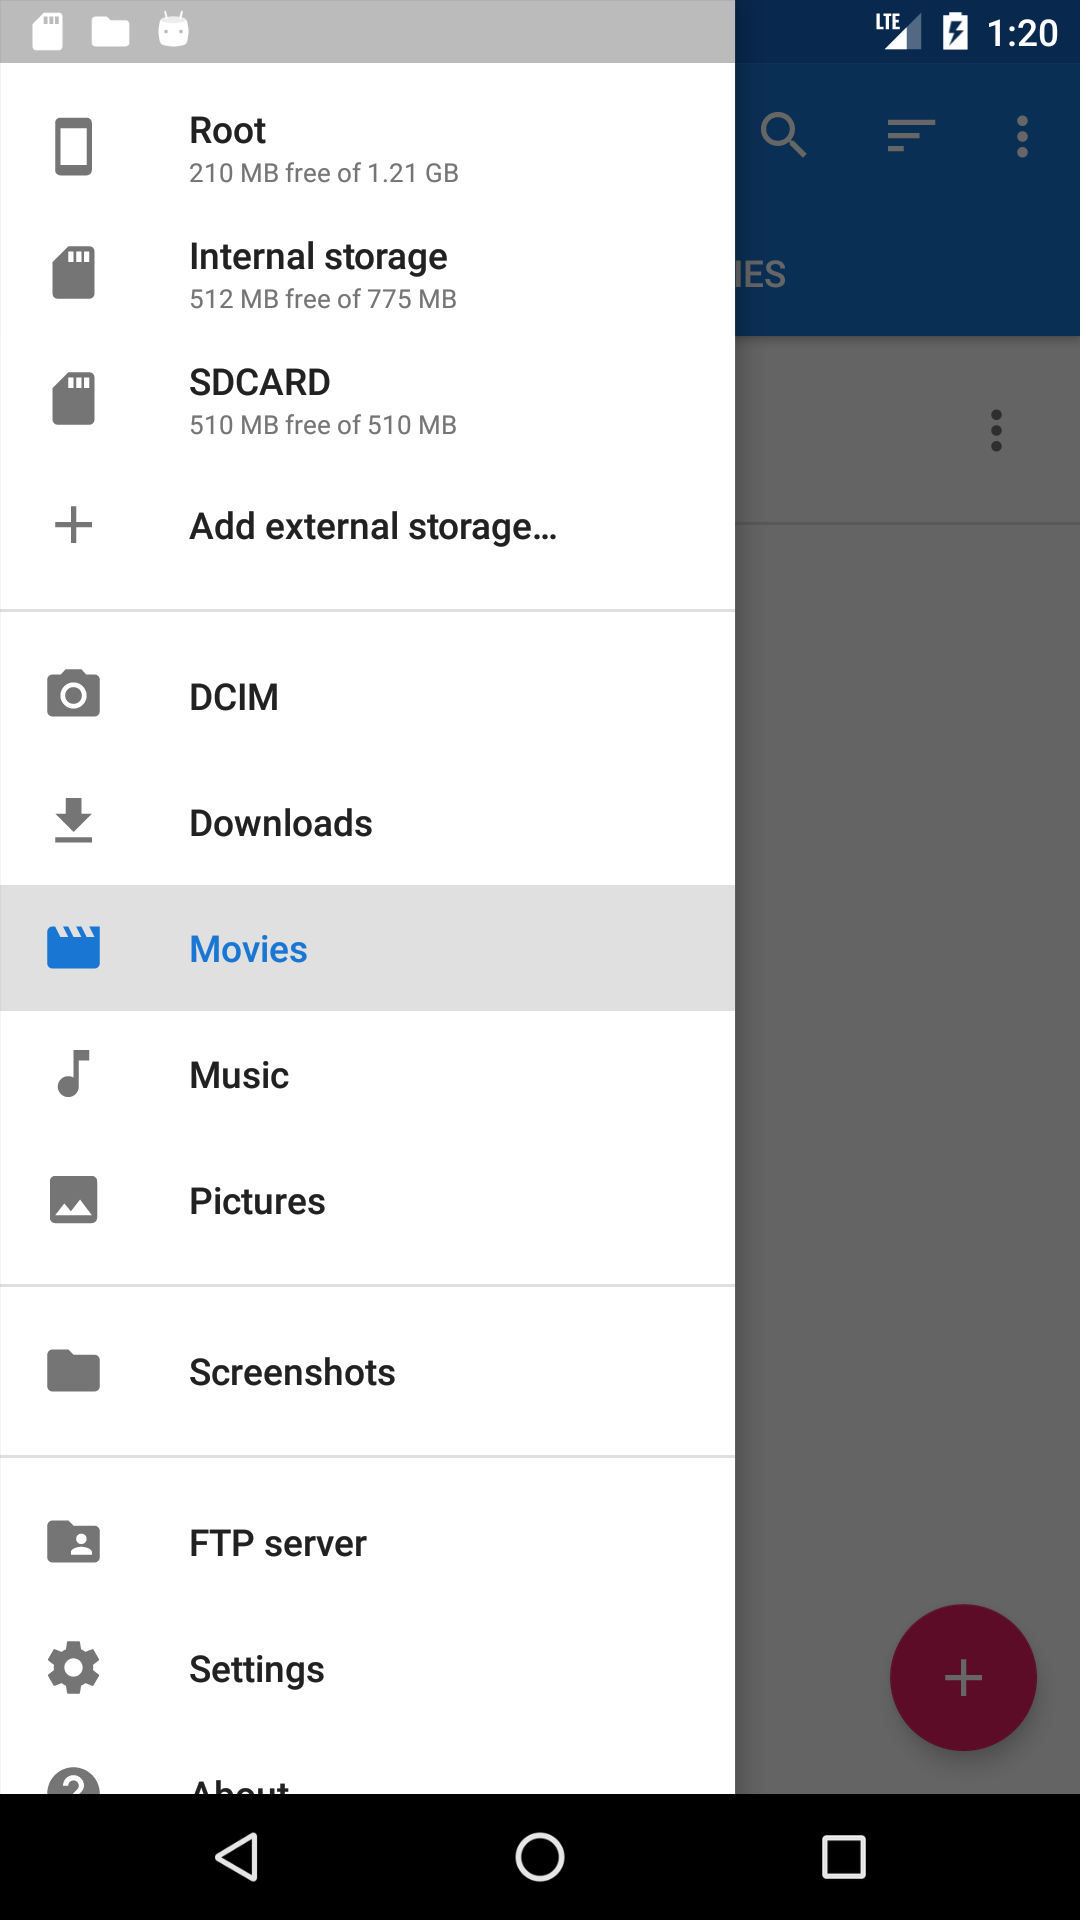 LTE 1:20
Root
210 MB free of 1.21 GB
Internal storage
512 MB free of 775 MB
IES
SDCARD
510 MB free of 510 MB
Add external storage...
DCIM
Downloads
Movies
Music
Pictures
Screenshots
FTP server
Settings
About